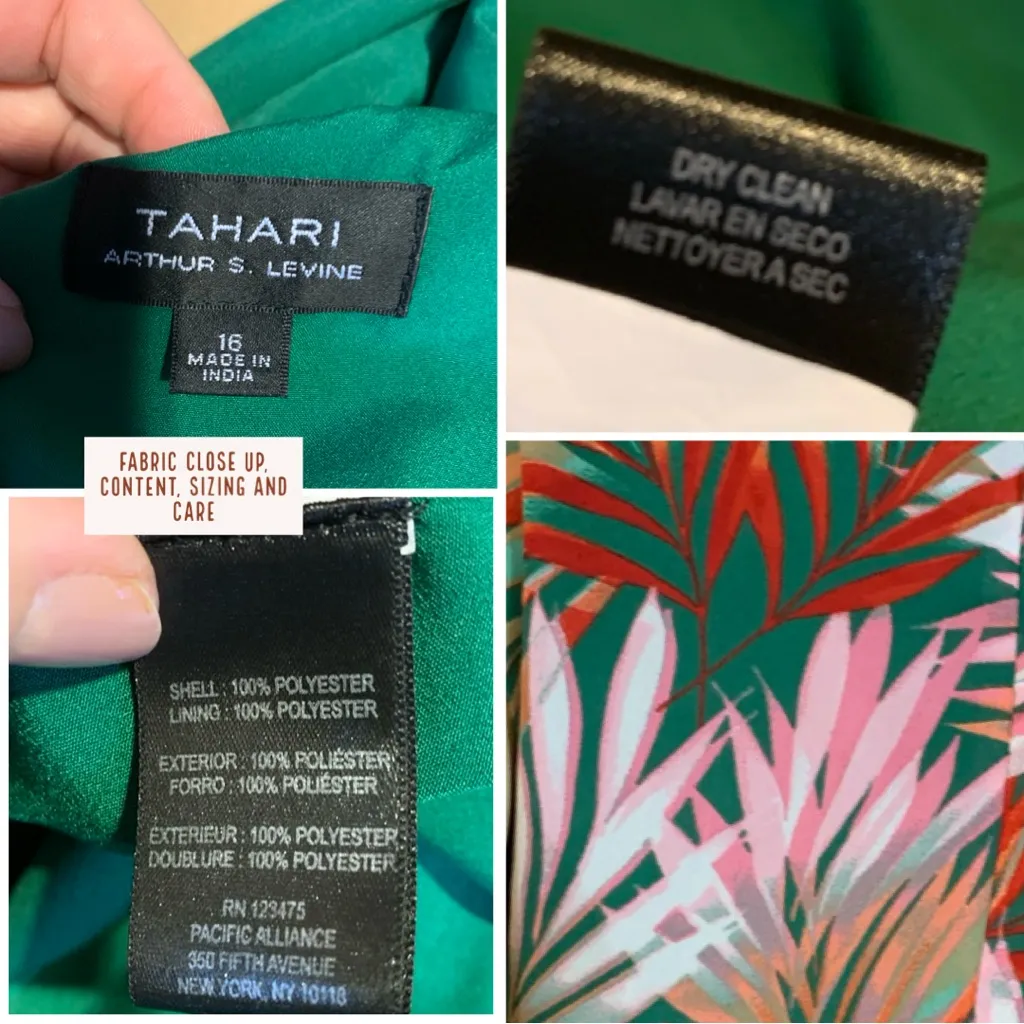 TAHARI
ARTHUR S. LEVINE
16
MADE IN
INDIA
DRY CLEAN
LAVAR EN SECO
NETTOYER A SEC
FABRIC CLOSE UP,
CONTENT, SIZING AND
CARE
SHELL : 100% POLYESTER
LINING : 100% POLYESTER
EXTERIOR : 100% POLIÉSTER
FORRO : 100% POLIÉSTER
EXTERIEUR : 100% POLYESTER
DOUBLURE : 100% POLYESTER
RN 123475
PACIFIC ALLIANCE
350 FIFTH AVENUE
NEW YORK, NY 10118